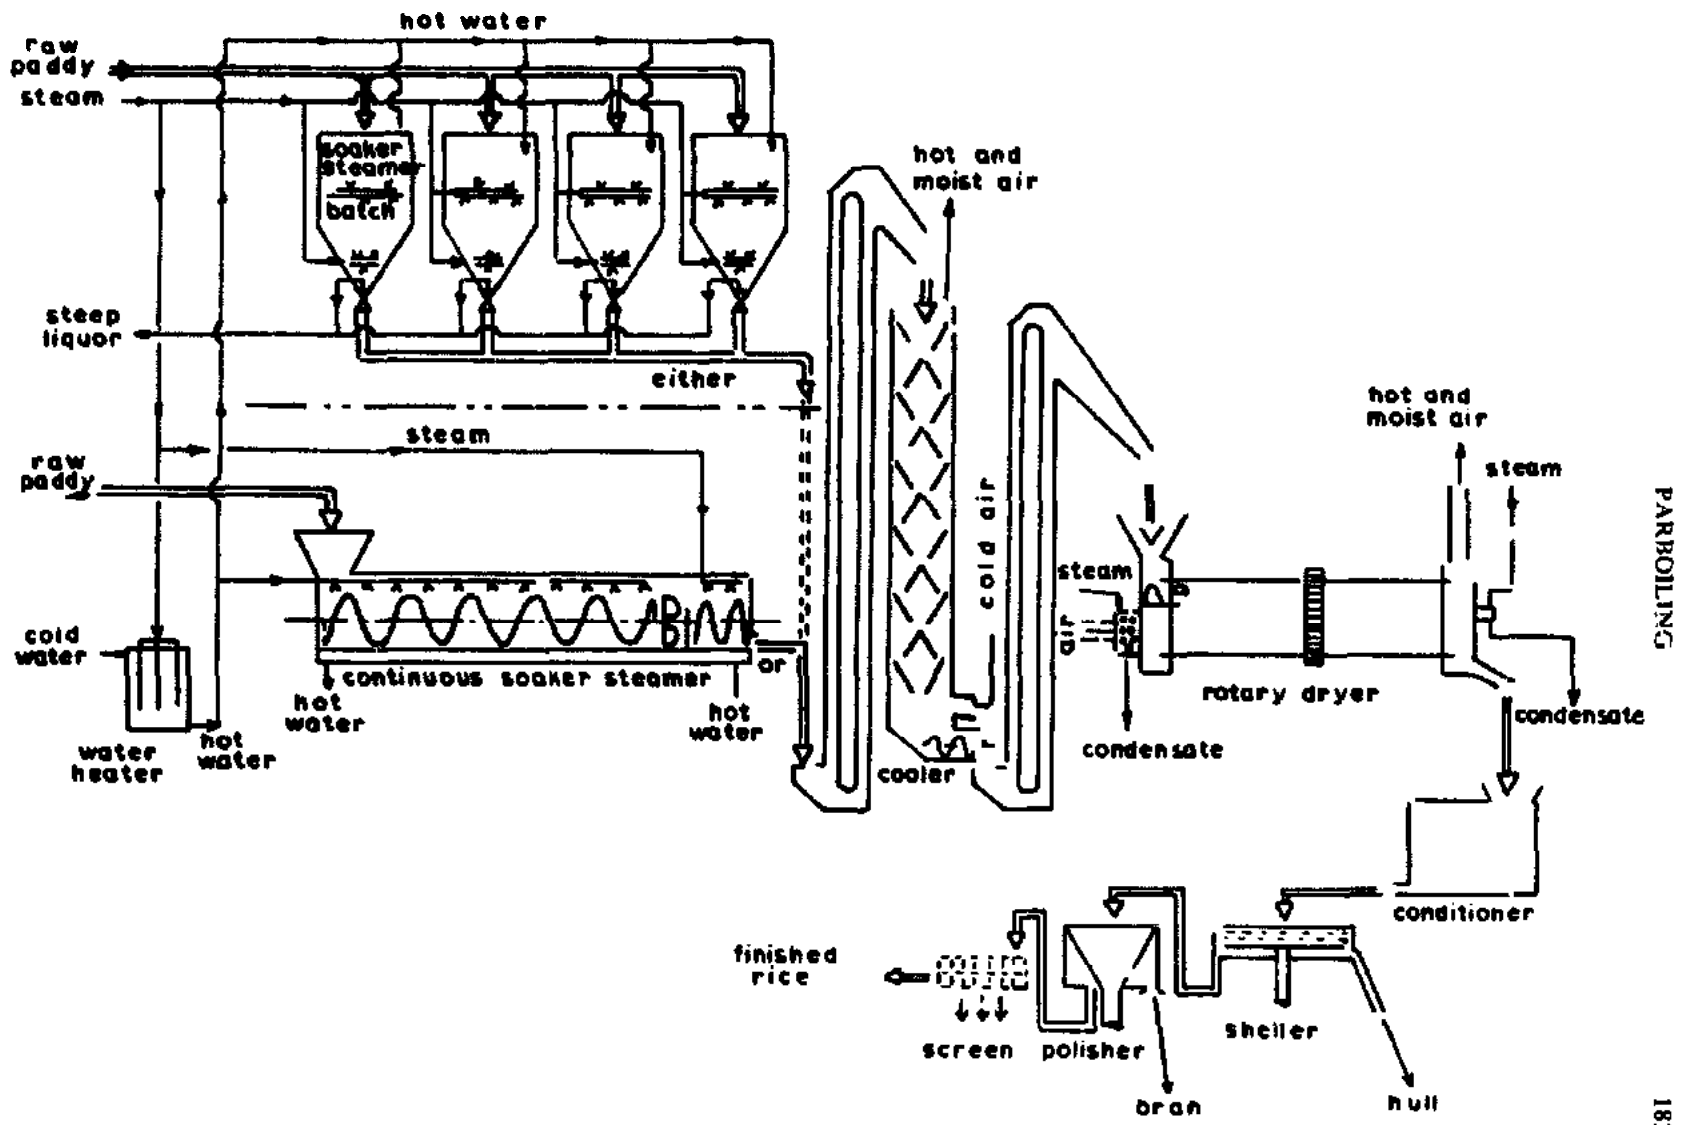 hot water
raw
paddy
steam
soaker
steamer
batch
hot and
moist air
steep
liquor
either
steam
raw
paddy
hot and
moist air
steam
cold air
steam
air
cold
water
continuous soaker steamer
or
hot
water
hot
water
hot
water
water
heater
cooler
rotary dryer
condensate
condensate
conditioner
finished
rice
screen
polisher
sheller
bran
hull
PARBOILING